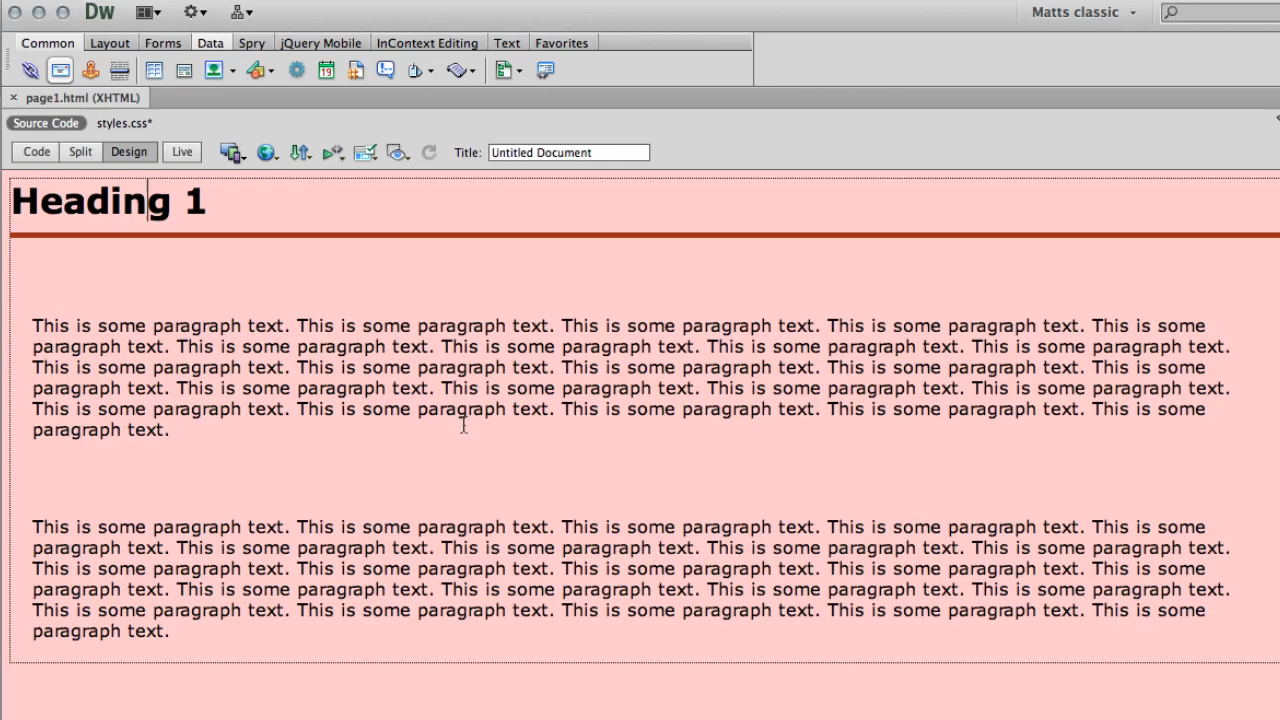 Dw Matts classic
Common Layout Forms Data Spry jQuery Mobile InContext Editing Text Favorites
19
× page1.html (XHTML)
Source Code styles.css*
Code Split Design Live Title: Untitled Document
Heading 1
This is some paragraph text. This is some paragraph text. This is some paragraph text. This is some paragraph text. This is some
paragraph text. This is some paragraph text. This is some paragraph text. This is some paragraph text. This is some paragraph text.
This is some paragraph text. This is some paragraph text. This is some paragraph text. This is some paragraph text. This is some
paragraph text. This is some paragraph text. This is some paragraph text. This is some paragraph text. This is some paragraph text.
This is some paragraph text. This is some paragraph text. This is some paragraph text. This is some paragraph text. This is some
paragraph text.
This is some paragraph text. This is some paragraph text. This is some paragraph text. This is some paragraph text. This is some
paragraph text. This is some paragraph text. This is some paragraph text. This is some paragraph text. This is some paragraph text.
This is some paragraph text. This is some paragraph text. This is some paragraph text. This is some paragraph text. This is some
paragraph text. This is some paragraph text. This is some paragraph text. This is some paragraph text. This is some paragraph text.
This is some paragraph text. This is some paragraph text. This is some paragraph text. This is some paragraph text. This is some
paragraph text.